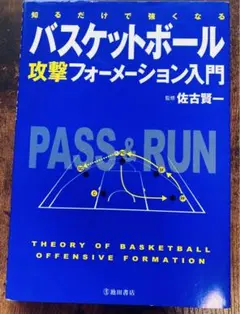 知るだけで強くなる
バスケットボール
攻撃フォーメーション入門
監修 佐古賢一
PASS & RUN
THEORY OF BASKETBALL
OFFENSIVE FORMATION
池田書店